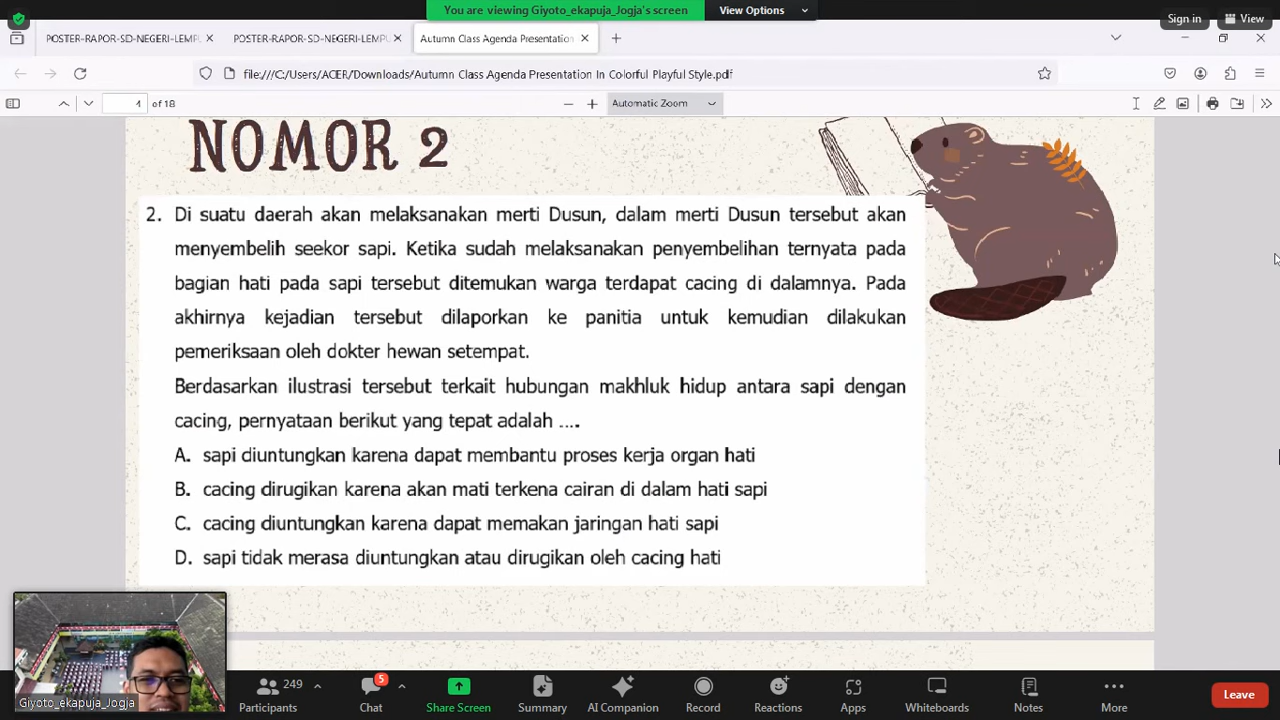 You are viewing Giyoto_ekapuja_Jogja's screen
View Options
Sign in
View
POSTER-RAPOR-SD-NEGERI-LEMPU
POSTER-RAPOR-SD-NEGERI-LEMPU
Autumn Class Agenda Presentation
file:///C:/Users/ACER/Downloads/Autumn Class Agenda Presentation In Colorful Playful Style.pdf
4 of 18
Automatic Zoom
NOMOR 2
2. Di suatu daerah akan melaksanakan merti Dusun, dalam merti Dusun tersebut akan
menyembelih seekor sapi. Ketika sudah melaksanakan penyembelihan ternyata pada
bagian hati pada sapi tersebut ditemukan warga terdapat cacing di dalamnya. Pada
akhirnya kejadian tersebut dilaporkan ke panitia untuk kemudian dilakukan
pemeriksaan oleh dokter hewan setempat.
Berdasarkan ilustrasi tersebut terkait hubungan makhluk hidup antara sapi dengan
cacing, pernyataan berikut yang tepat adalah ....
A. sapi diuntungkan karena dapat membantu proses kerja organ hati
B. cacing dirugikan karena akan mati terkena cairan di dalam hati sapi
C. cacing diuntungkan karena dapat memakan jaringan hati sapi
D. sapi tidak merasa diuntungkan atau dirugikan oleh cacing hati
Giyoto_ekapuja_Jogja
249
Participants
5
Chat
Share Screen
Summary
AI Companion
Record
Reactions
Apps
Whiteboards
Notes
More
Leave